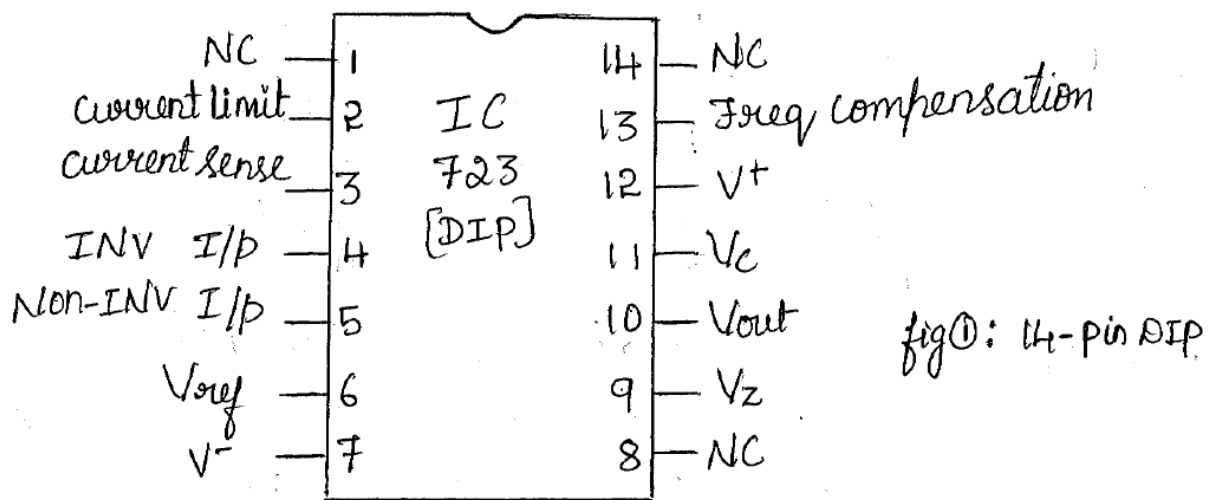 NC 1 14 NC
current limit 2 IC 13 Freq compensation
current sense 3 723 12 V+
INV I/p 4 [DIP] 11 Vc
Non-INV I/p 5 10 Vout
fig①: 14-pin DIP
Vref 6 9 Vz
V- 7 8 NC